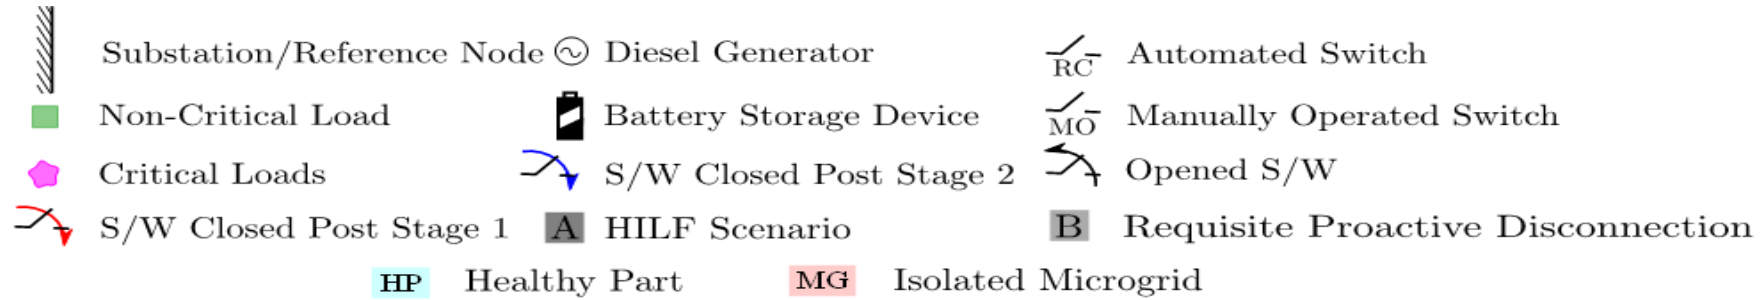 Substation/Reference Node Diesel Generator RC Automated Switch
Non-Critical Load Battery Storage Device MO Manually Operated Switch
Critical Loads S/W Closed Post Stage 2 Opened S/W
S/W Closed Post Stage 1 A HILF Scenario B Requisite Proactive Disconnection
HP Healthy Part MG Isolated Microgrid